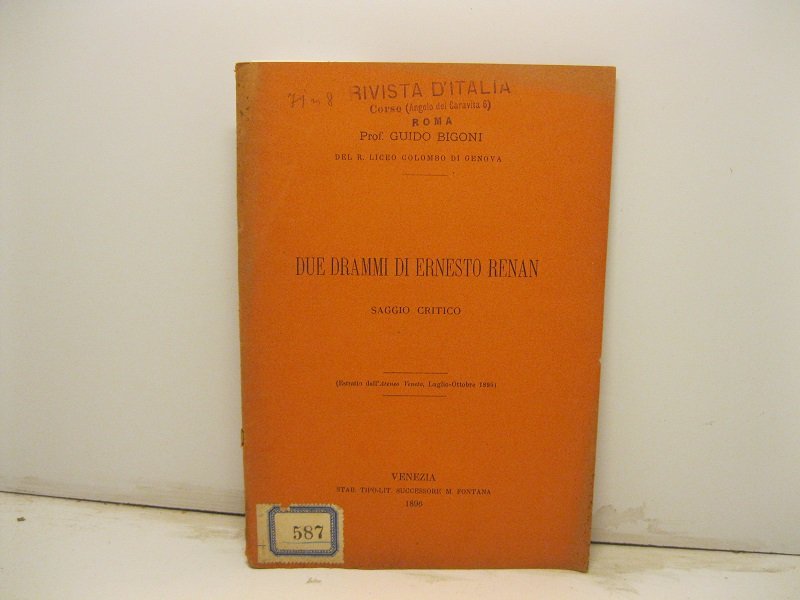 RIVISTA D'ITALIA
Corso (Angolo del Caravita 6)
ROMA
Prof. GUIDO BIGONI
DEL R. LICEO COLOMBO DI GENOVA
DUE DRAMMI DI ERNESTO RENAN
SAGGIO CRITICO
(Estratto dall'Ateneo Veneto, Luglio-Ottobre 1895)
VENEZIA
STAB. TIPO-LIT. SUCCESSORE M. FONTANA
1895
587